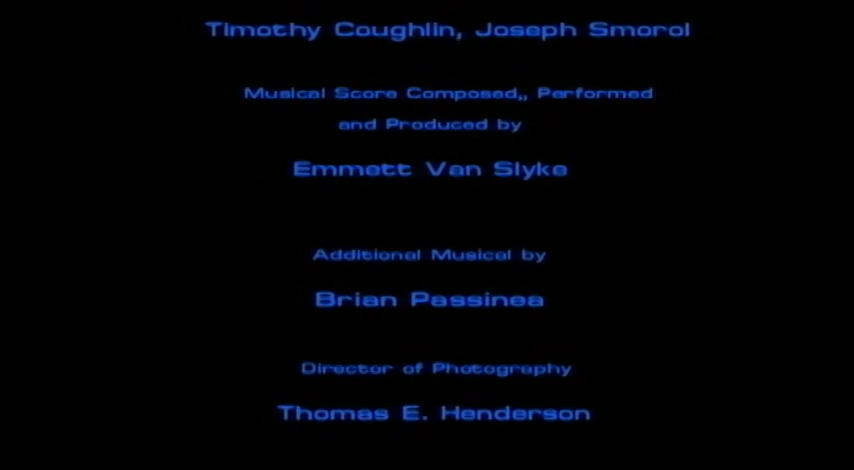 Timothy Coughlin, Joseph Smorol
Musical Score Composed,, Performed
and Produced by
Emmett Van Slyke
Additional Musical by
Brian Passinea
Director of Photography
Thomas E. Henderson